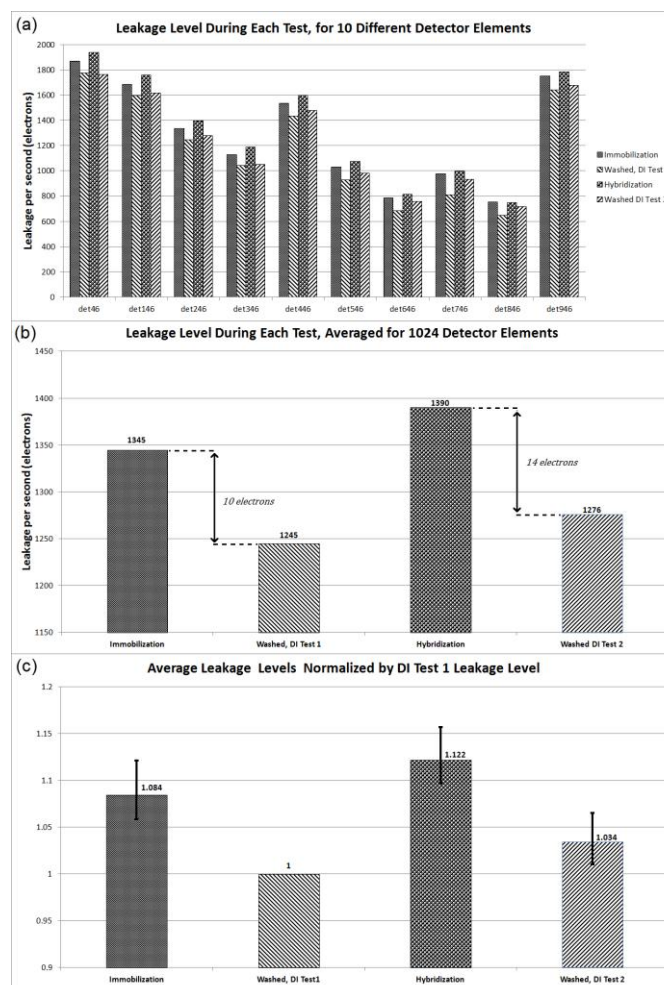 (a)
Leakage Level During Each Test, for 10 Different Detector Elements
Leakage per second (electrons)
2000
1800
1600
1400
1200
1000
800
600
400
200
0
det46 det146 det246 det346 det446 det546 det646 det746 det846 det946
Immobilization
Washed, DI Test
Hybridization
Washed DI Test
(b)
Leakage Level During Each Test, Averaged for 1024 Detector Elements
Leakage per second (electrons)
1450
1400
1350
1300
1250
1200
1150
1345
10 electrons
1245
1390
14 electrons
1276
Immobilization Washed, DI Test 1 Hybridization Washed DI Test 2
(c)
Average Leakage Levels Normalized by DI Test 1 Leakage Level
1.2
1.15
1.1
1.05
1
0.95
0.9
1.084
1
1.122
1.034
Immobilization Washed, DI Test1 Hybridization Washed, DI Test 2